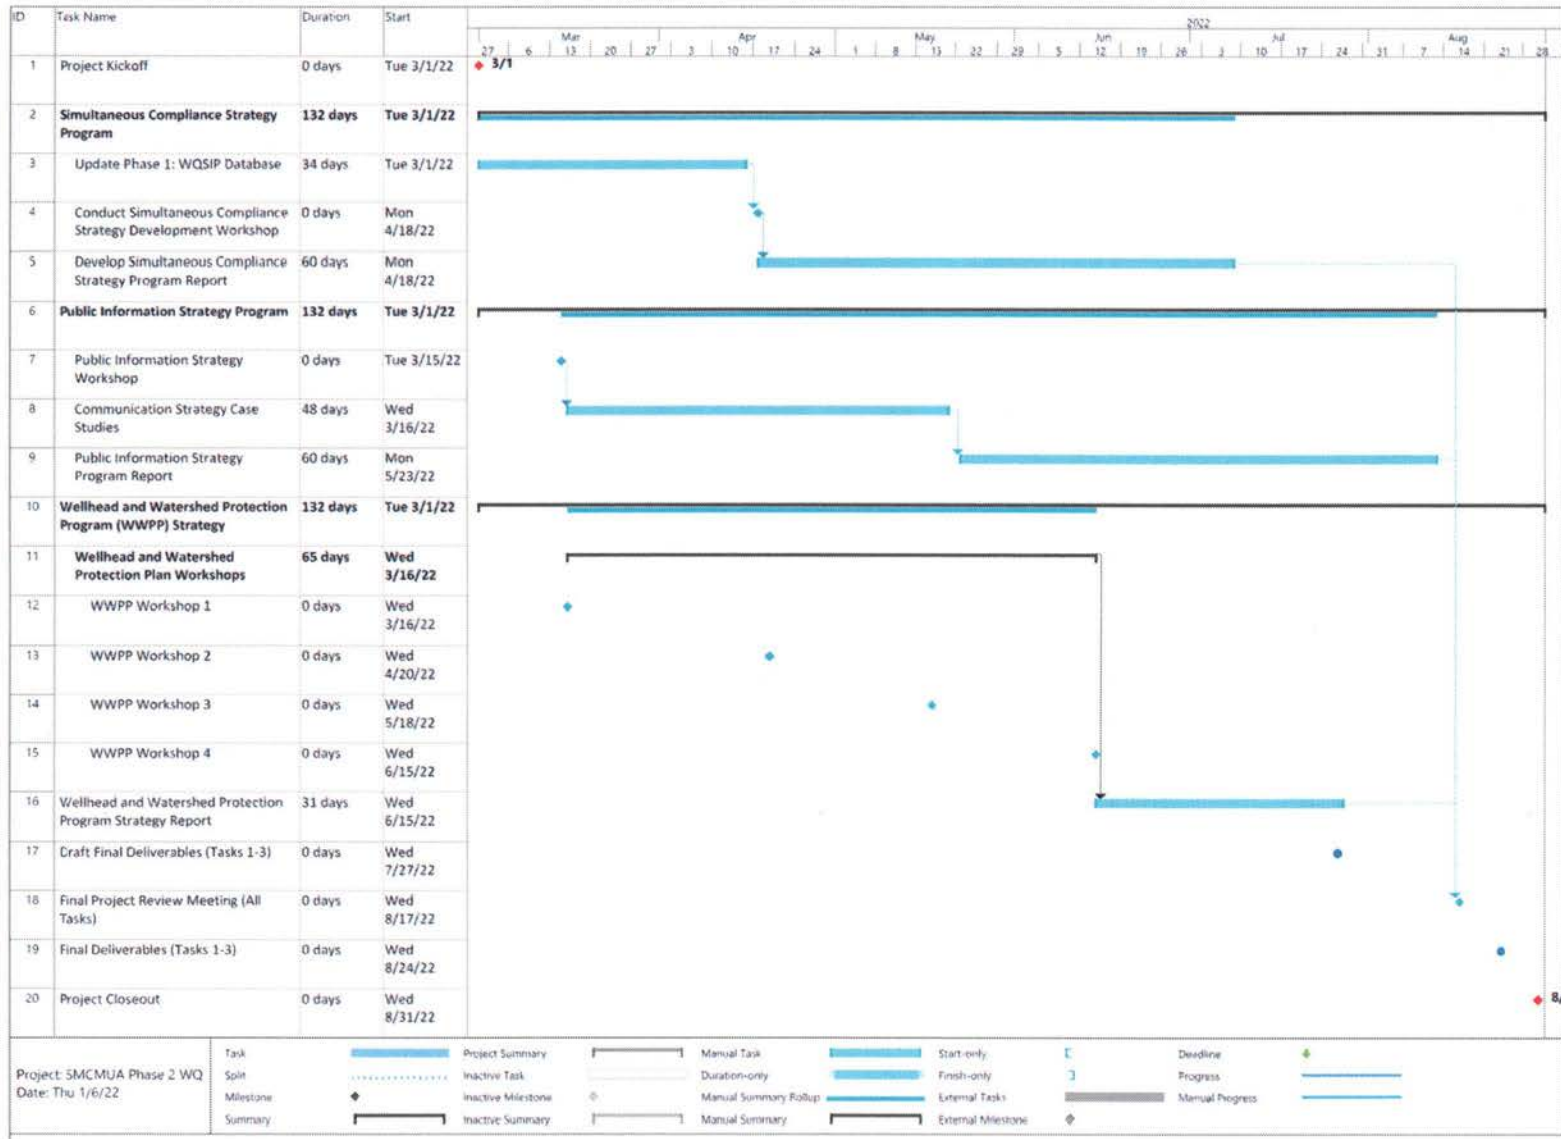 ID Task Name Duration Start
2022
Mar Apr May Jun Jul Aug
27 6 13 20 27 3 10 17 24 1 8 15 22 29 5 12 19 26 3 10 17 24 31 7 14 21 28
1 Project Kickoff 0 days Tue 3/1/22 3/1
2 Simultaneous Compliance Strategy 132 days Tue 3/1/22
Program
3 Update Phase 1: WQSIP Database 34 days Tue 3/1/22
4 Conduct Simultaneous Compliance 0 days Mon
Strategy Development Workshop 4/18/22
5 Develop Simultaneous Compliance 60 days Mon
Strategy Program Report 4/18/22
6 Public Information Strategy Program 132 days Tue 3/1/22
7 Public Information Strategy 0 days Tue 3/15/22
Workshop
8 Communication Strategy Case 48 days Wed
Studies 3/16/22
9 Public Information Strategy 60 days Mon
Program Report 5/23/22
10 Wellhead and Watershed Protection 132 days Tue 3/1/22
Program (WWPP) Strategy
11 Wellhead and Watershed 65 days Wed
Protection Plan Workshops 3/16/22
12 WWPP Workshop 1 0 days Wed
3/16/22
13 WWPP Workshop 2 0 days Wed
4/20/22
14 WWPP Workshop 3 0 days Wed
5/18/22
15 WWPP Workshop 4 0 days Wed
6/15/22
16 Wellhead and Watershed Protection 31 days Wed
Program Strategy Report 6/15/22
17 Draft Final Deliverables (Tasks 1-3) 0 days Wed
7/27/22
18 Final Project Review Meeting (All 0 days Wed
Tasks) 8/17/22
19 Final Deliverables (Tasks 1-3) 0 days Wed
8/24/22
20 Project Closeout 0 days Wed 8/
8/31/22
Project: SMCMUA Phase 2 WQ
Date: Thu 1/6/22
Task Project Summary Manual Task Start-only Deadline
Split Inactive Task Duration-only Finish-only Progress
Milestone Inactive Milestone Manual Summary Rollup External Tasks Manual Progress
Summary Inactive Summary Manual Summary External Milestone